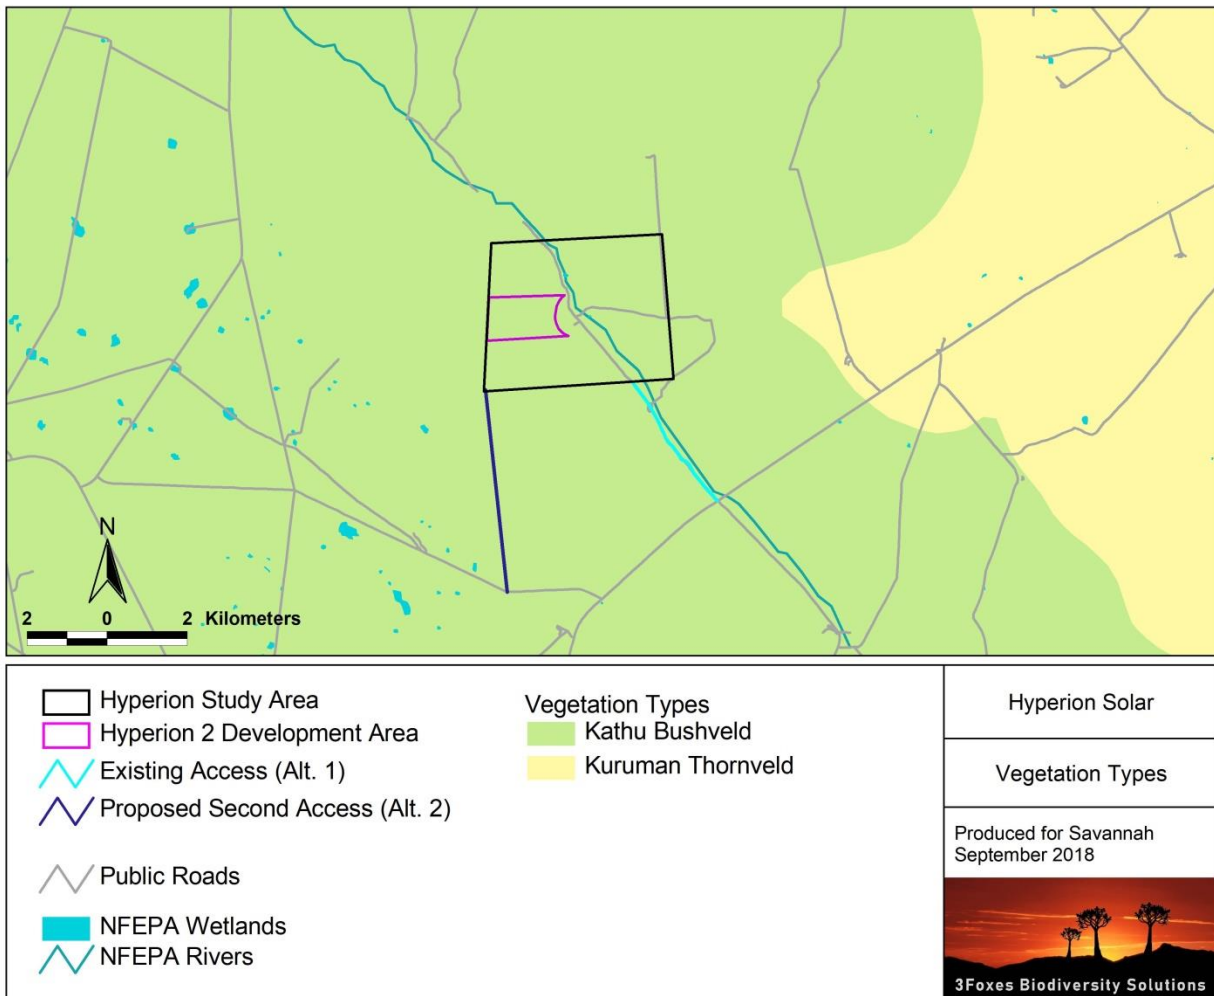 N
2 0 2 Kilometers
Hyperion Study Area
Hyperion 2 Development Area
Existing Access (Alt. 1)
Proposed Second Access (Alt. 2)
Public Roads
NFEPA Wetlands
NFEPA Rivers
Vegetation Types
Kathu Bushveld
Kuruman Thornveld
Hyperion Solar
Vegetation Types
Produced for Savannah
September 2018
3Foxes Biodiversity Solutions